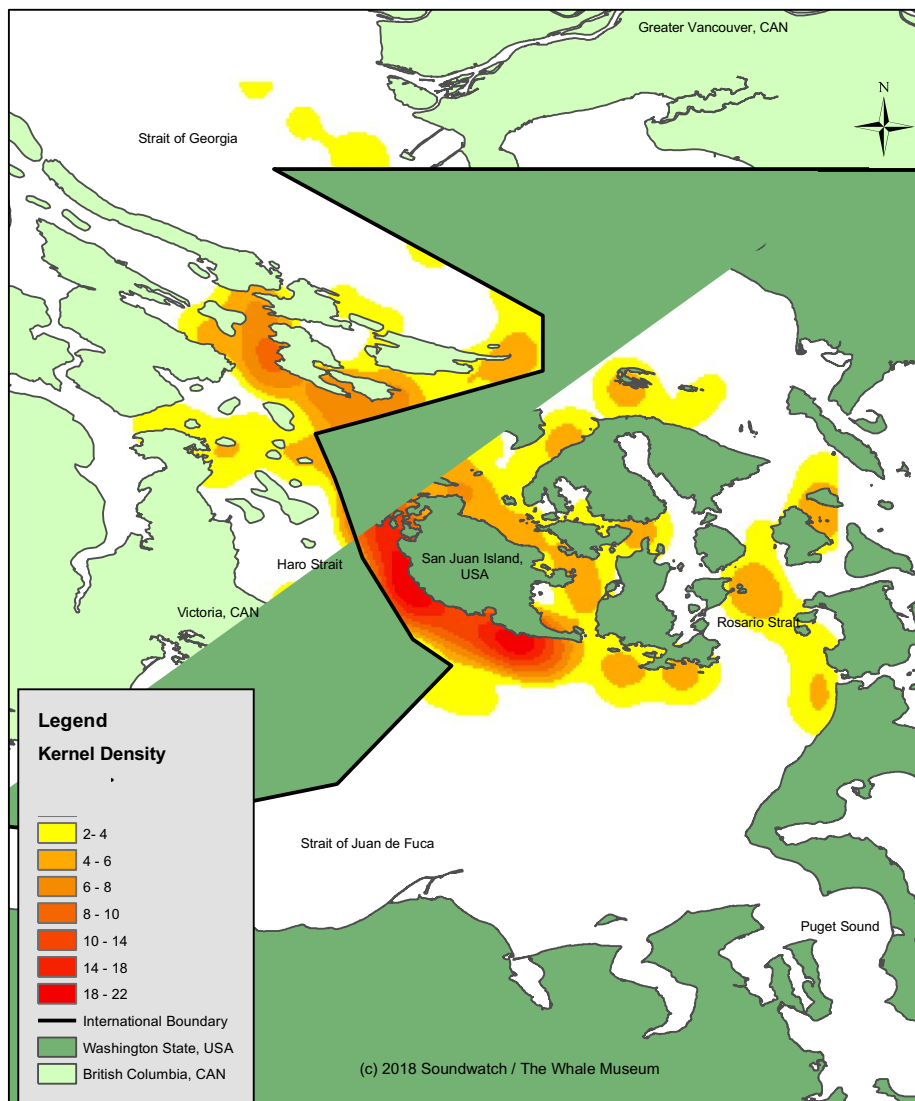 Greater Vancouver, CAN
N
Strait of Georgia
San Juan Island,
USA
Haro Strait
Victoria, CAN
Rosario Strait
Legend
Kernel Density
2- 4
4 - 6
6 - 8
8 - 10
10 - 14
14 - 18
18 - 22
International Boundary
Washington State, USA
British Columbia, CAN
Strait of Juan de Fuca
Puget Sound
(c) 2018 Soundwatch / The Whale Museum